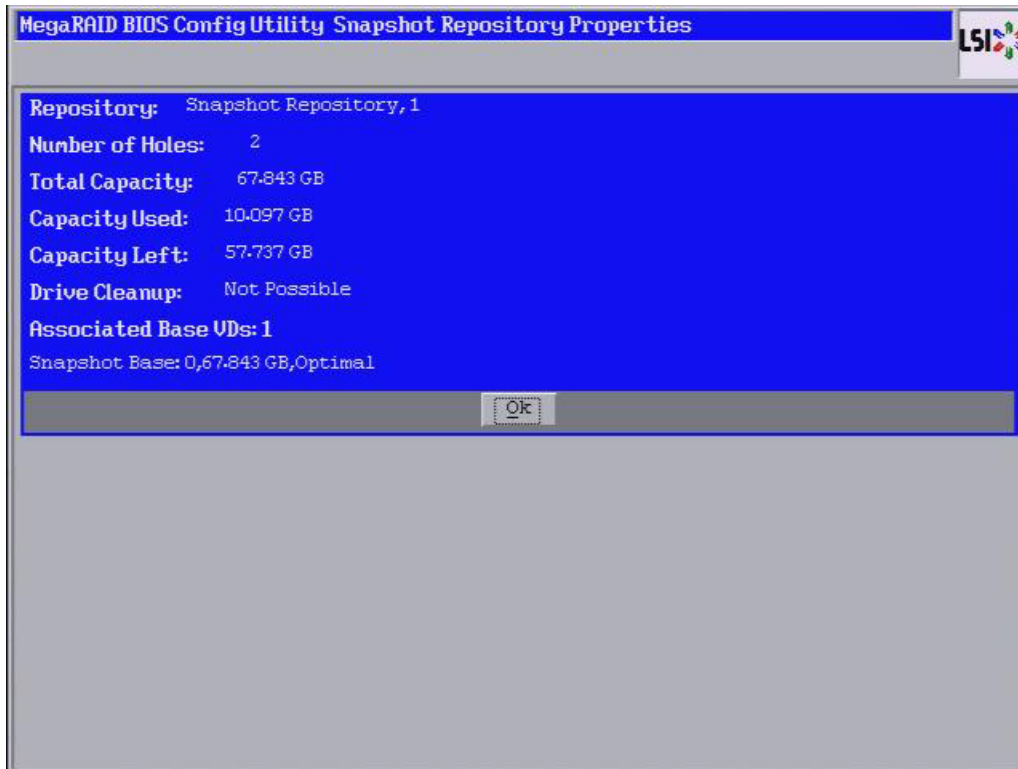 MegaRAID BIOS Config Utility Snapshot Repository Properties
LSI
Repository: Snapshot Repository,1
Number of Holes: 2
Total Capacity: 67.843 GB
Capacity Used: 10.097 GB
Capacity Left: 57.737 GB
Drive Cleanup: Not Possible
Associated Base VDs: 1
Snapshot Base: 0,67.843 GB,Optimal
Ok